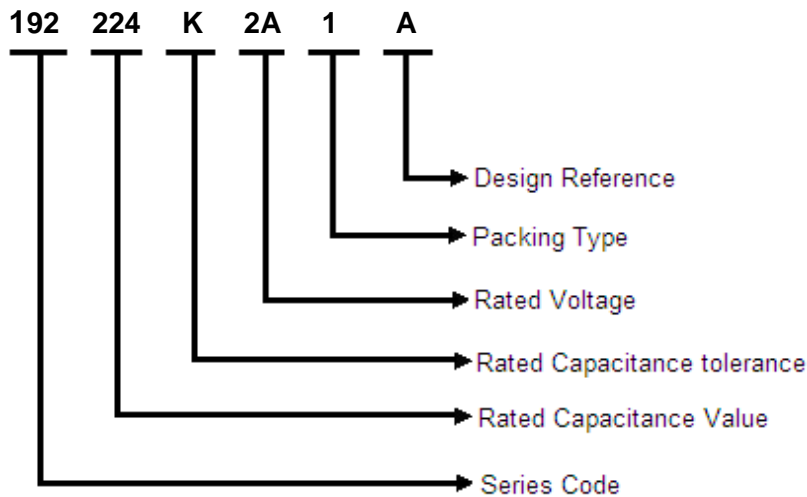 192 224 K 2A 1 A
Design Reference
Packing Type
Rated Voltage
Rated Capacitance tolerance
Rated Capacitance Value
Series Code